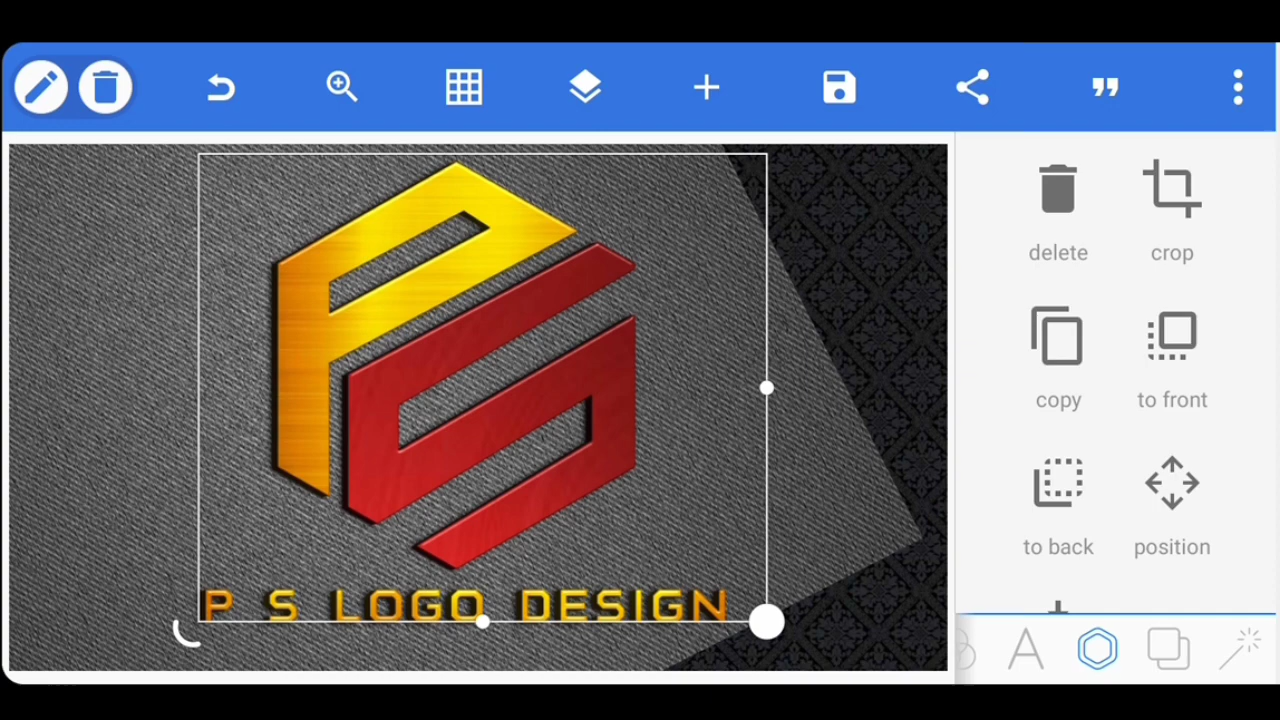 delete crop
copy to front
to back position
P S LOGO DESIGN
A